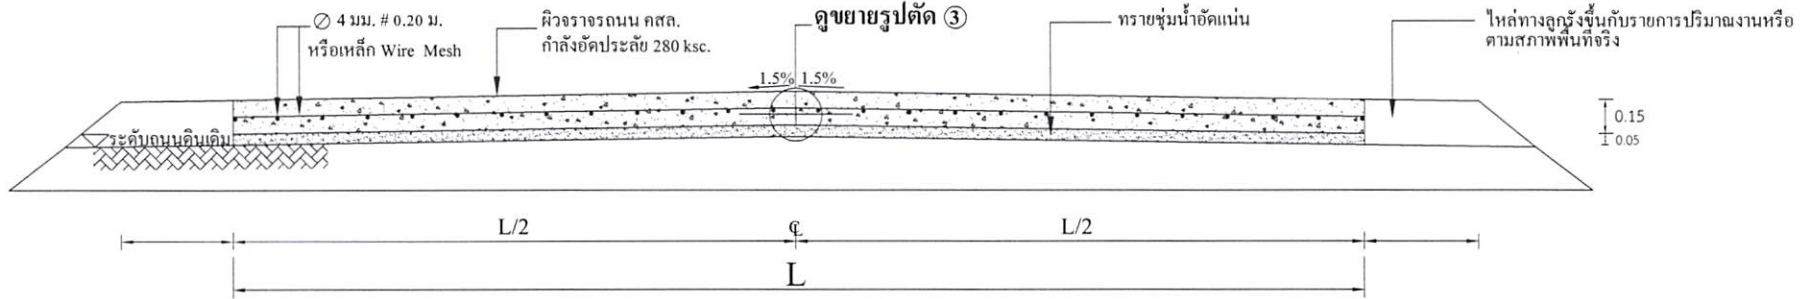 ∅ 4 มม. # 0.20 ม.
หรือเหล็ก Wire Mesh
ผิวจราจรถนน คสล.
กำลังอัดประลัย 280 ksc.
ดูขยายรูปตัด ③
ทรายชุ่มน้ำอัดแน่น
ไหล่ทางลูกรังขึ้นกับรายการปริมาณงานหรือ
ตามสภาพพื้นที่จริง
1.5% 1.5%
ระดับถนนดินเดิม
0.15
0.05
L/2 ℄ L/2
L